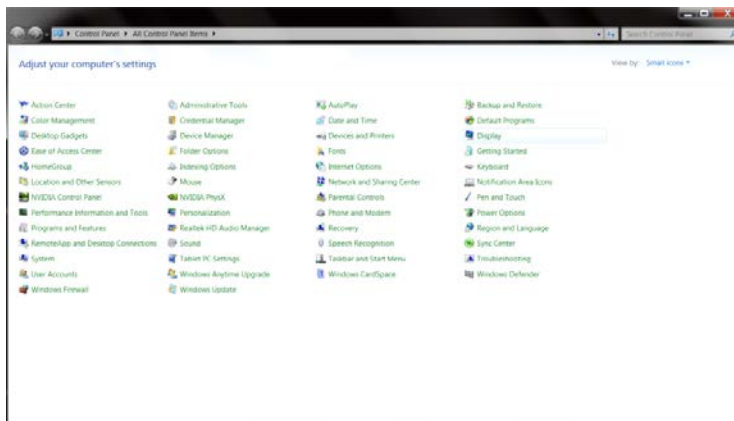 Control Panel ▸ All Control Panel Items ▸
Search Control Panel
Adjust your computer's settings
View by: Small icons
Action Center Administrative Tools AutoPlay Backup and Restore
Color Management Credential Manager Date and Time Default Programs
Desktop Gadgets Device Manager Devices and Printers Display
Ease of Access Center Folder Options Fonts Getting Started
HomeGroup Indexing Options Internet Options Keyboard
Location and Other Sensors Mouse Network and Sharing Center Notification Area Icons
NVIDIA Control Panel NVIDIA PhysX Parental Controls Pen and Touch
Performance Information and Tools Personalization Phone and Modem Power Options
Programs and Features Realtek HD Audio Manager Recovery Region and Language
RemoteApp and Desktop Connections Sound Speech Recognition Sync Center
System Tablet PC Settings Taskbar and Start Menu Troubleshooting
User Accounts Windows Anytime Upgrade Windows CardSpace Windows Defender
Windows Firewall Windows Update